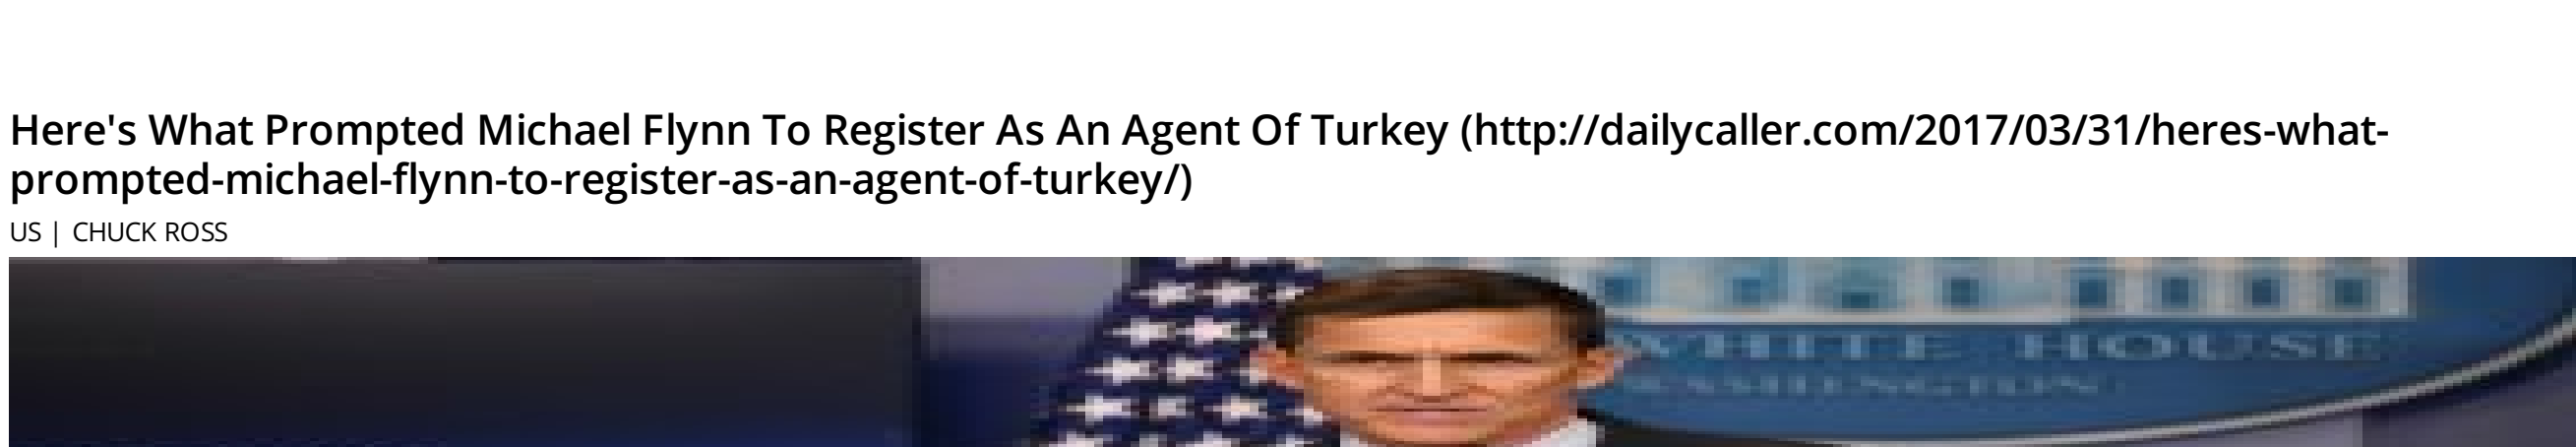 Here's What Prompted Michael Flynn To Register As An Agent Of Turkey (http://dailycaller.com/2017/03/31/heres-what-
prompted-michael-flynn-to-register-as-an-agent-of-turkey/)
US | CHUCK ROSS
WHITE HOUSE
WASHINGTON